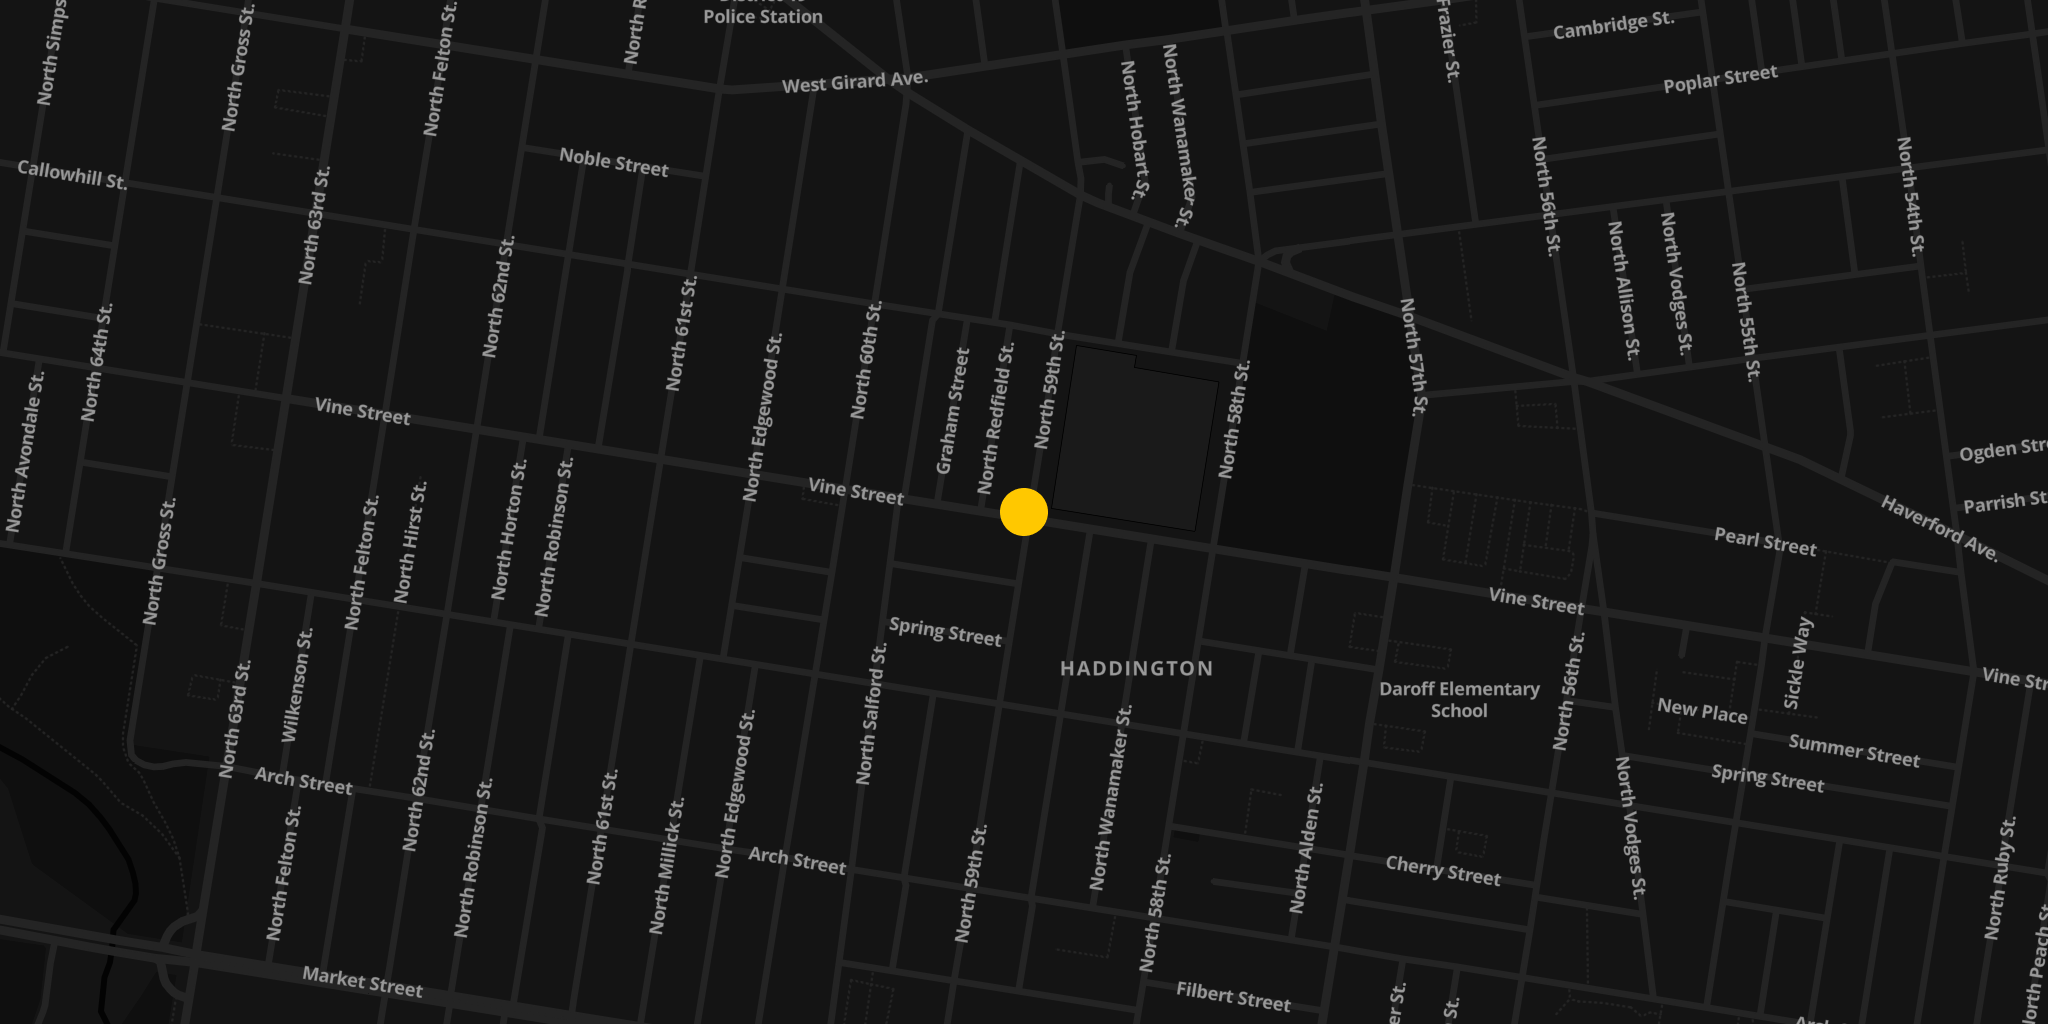 Police Station
North Gross St.
North Felton St.
Frazier St.
Cambridge St.
Poplar Street
West Girard Ave.
North Hobart St.
North Wanamaker St.
Callowhill St.
North 63rd St.
Noble Street
North 56th St.
North 54th St.
North 62nd St.
North 61st St.
North 64th St.
North Avondale St.
North Edgewood St.
North 60th St.
Graham Street
North Redfield St.
North 59th St.
North 58th St.
North 57th St.
North Allison St.
North Vodges St.
North 55th St.
Vine Street
Vine Street
Ogden
Parrish
Haverford Ave.
Pearl Street
North Gross St.
North Felton St.
North Hirst St.
North Horton St.
North Robinson St.
Vine Street
Spring Street
HADDINGTON
Daroff Elementary
School
North 56th St.
New Place
Sickle Way
Vine
Summer Street
Spring Street
North 63rd St.
Wilkenson St.
Arch Street
North 62nd St.
North Felton St.
North Robinson St.
North 61st St.
North Millick St.
North Edgewood St.
Arch Street
North Salford St.
North 59th St.
North Wanamaker St.
North 58th St.
North Alden St.
Cherry Street
North Vodges St.
North Ruby St.
North Peach
Market Street
Filbert Street
St.